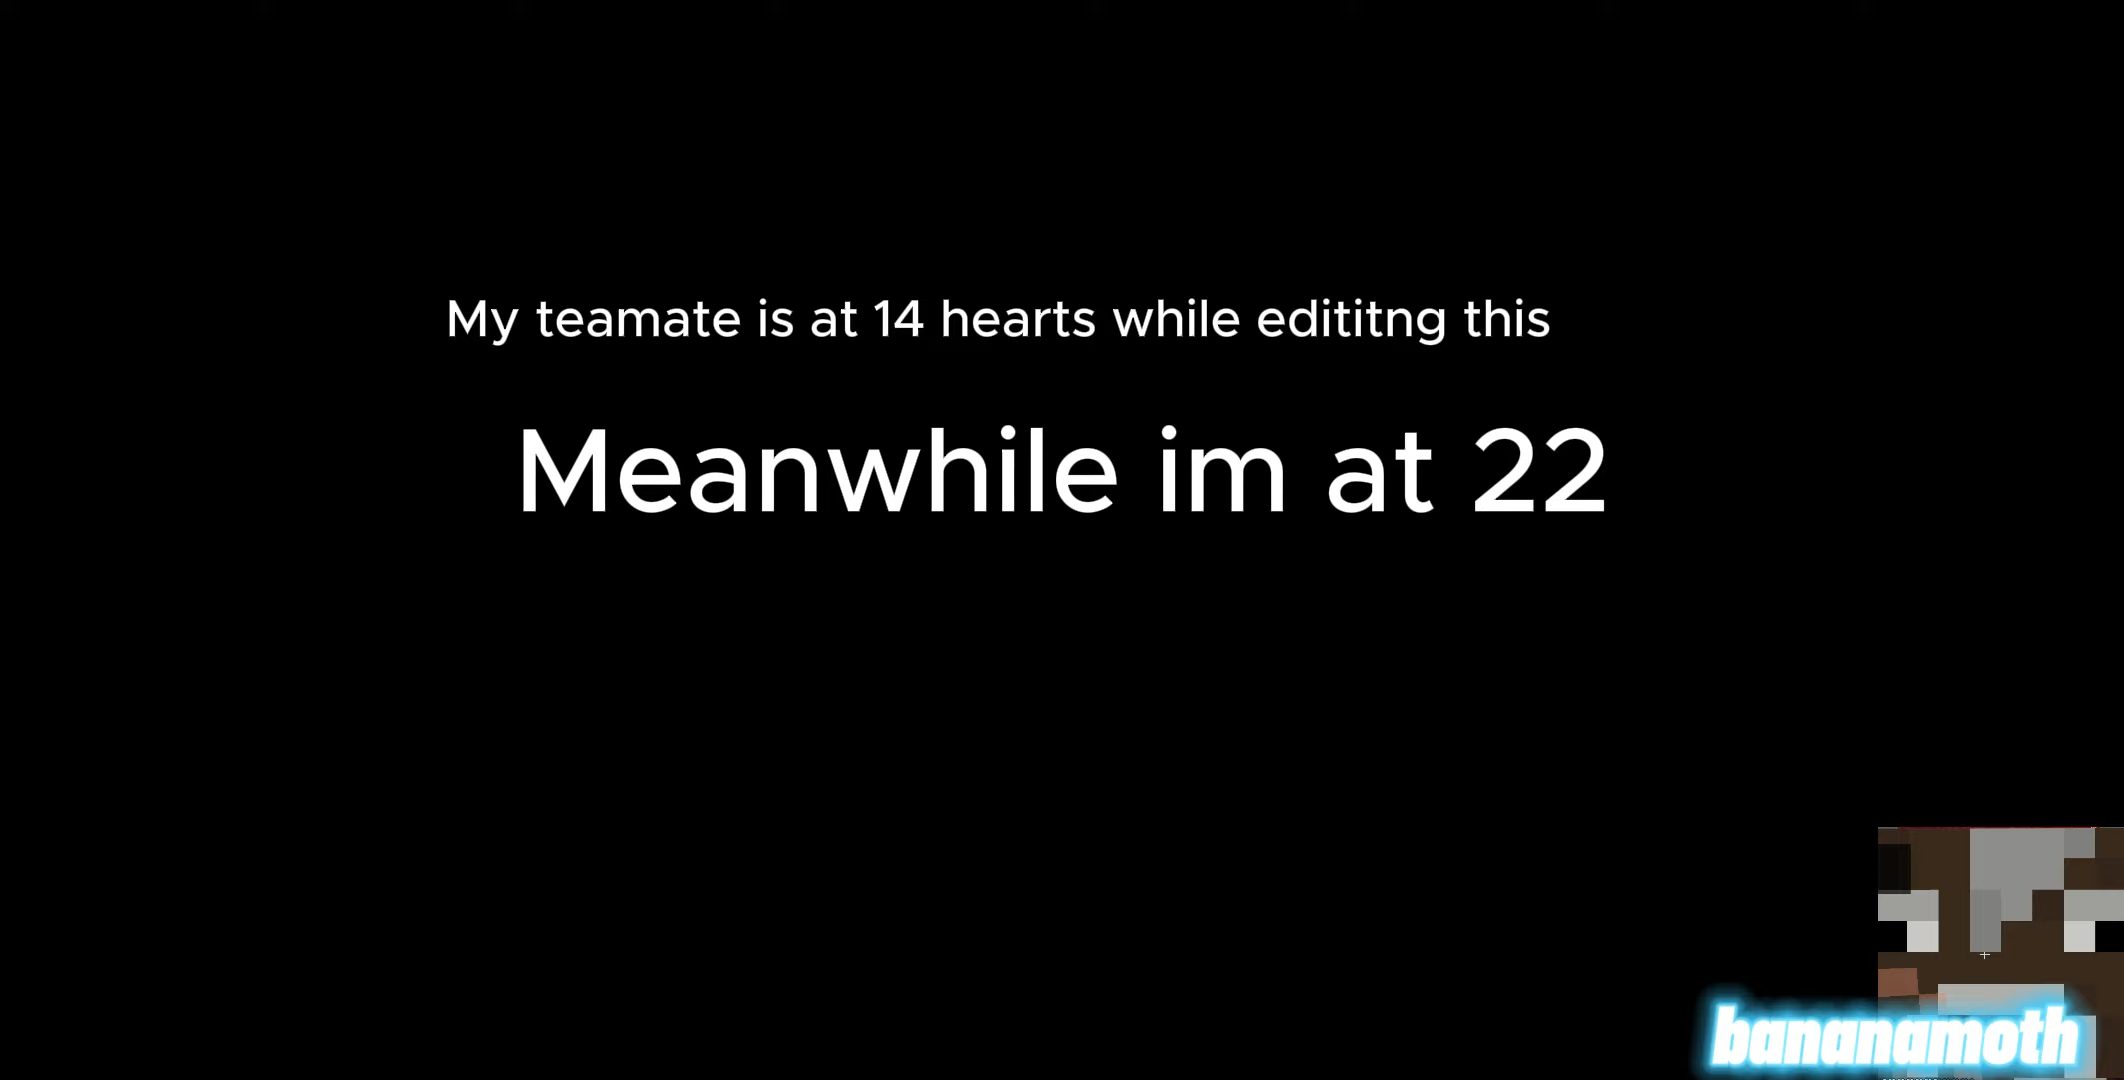 My teamate is at 14 hearts while edititng this
Meanwhile im at 22
bananamoth